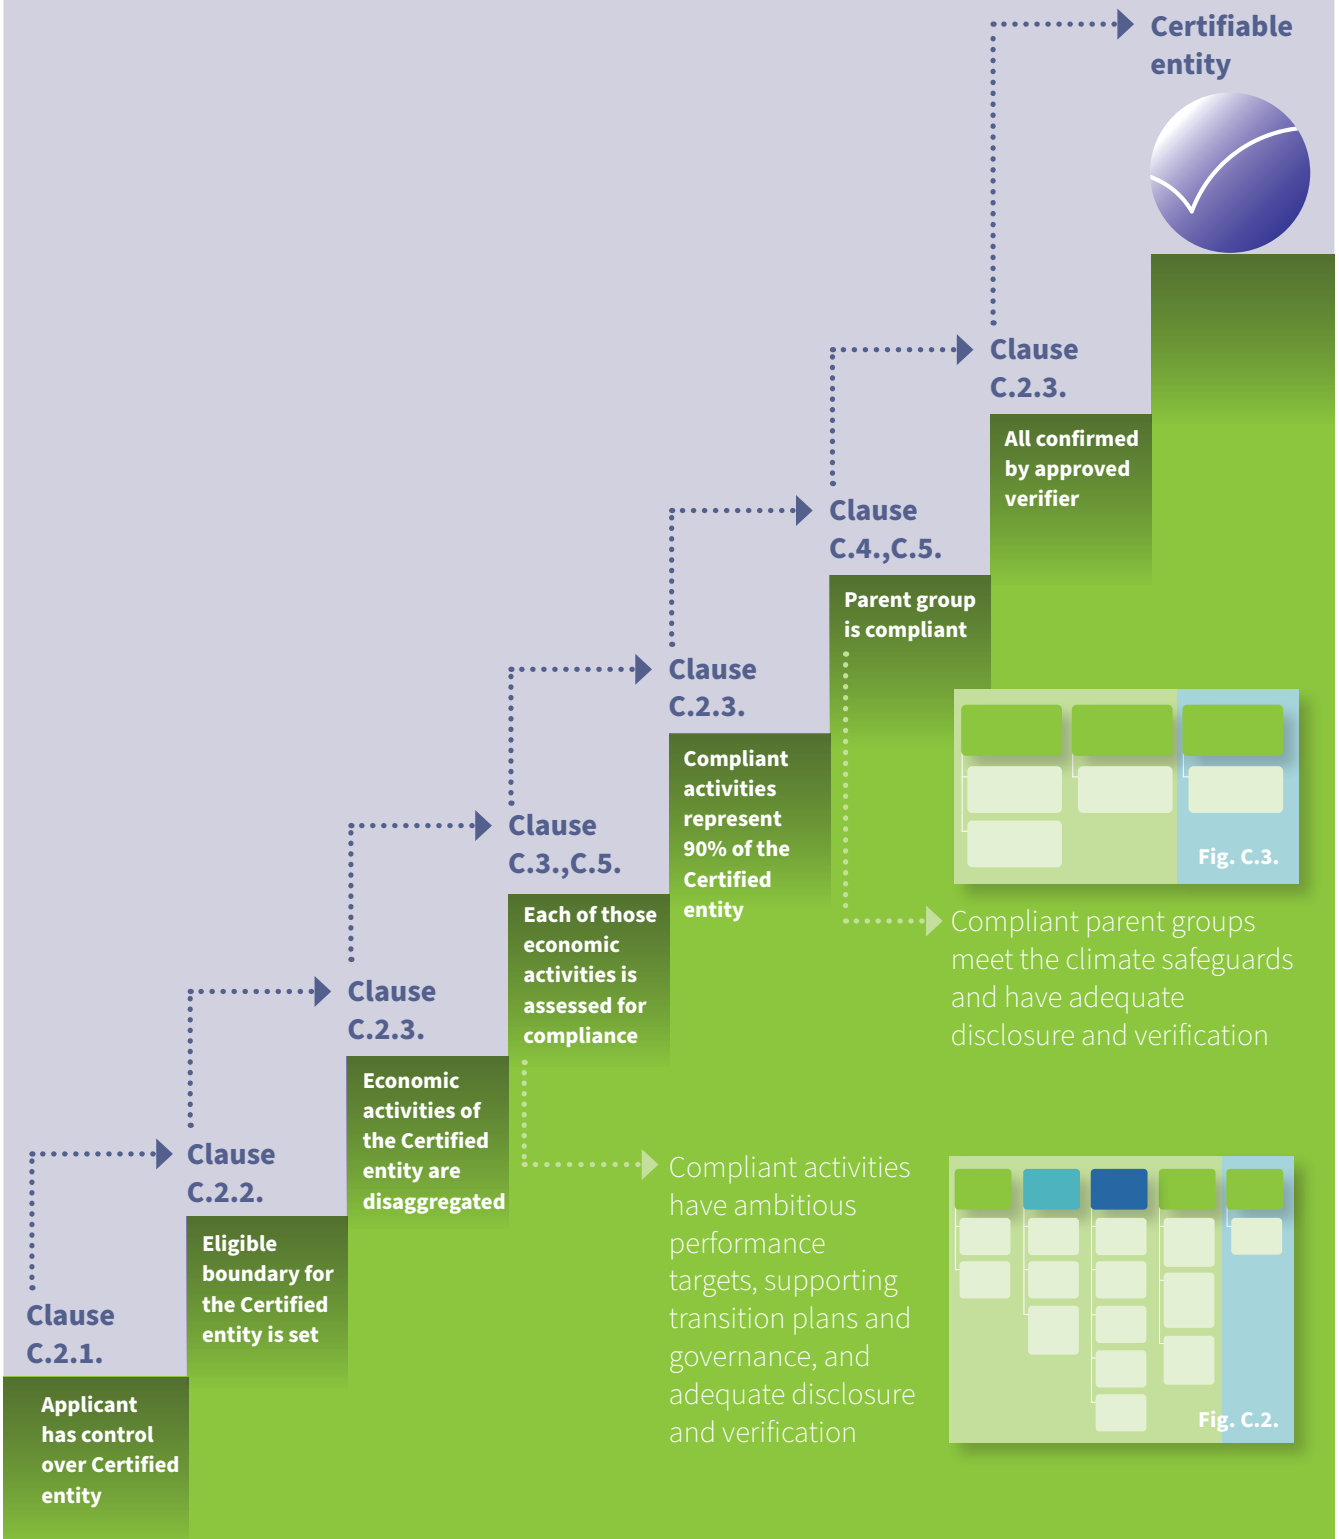 Certifiable
entity
Clause
C.2.3.
All confirmed
by approved
verifier
Clause
C.4.,C.5.
Parent group
is compliant
Fig. C.3.
Compliant parent groups
meet the climate safeguards
and have adequate
disclosure and verification
Clause
C.2.3.
Compliant
activities
represent
90% of the
Certified
entity
Clause
C.3.,C.5.
Each of those
economic
activities is
assessed for
compliance
Compliant activities
have ambitious
performance
targets, supporting
transition plans and
governance, and
adequate disclosure
and verification
Fig. C.2.
Clause
C.2.3.
Economic
activities of
the Certified
entity are
disaggregated
Clause
C.2.2.
Eligible
boundary for
the Certified
entity is set
Clause
C.2.1.
Applicant
has control
over Certified
entity